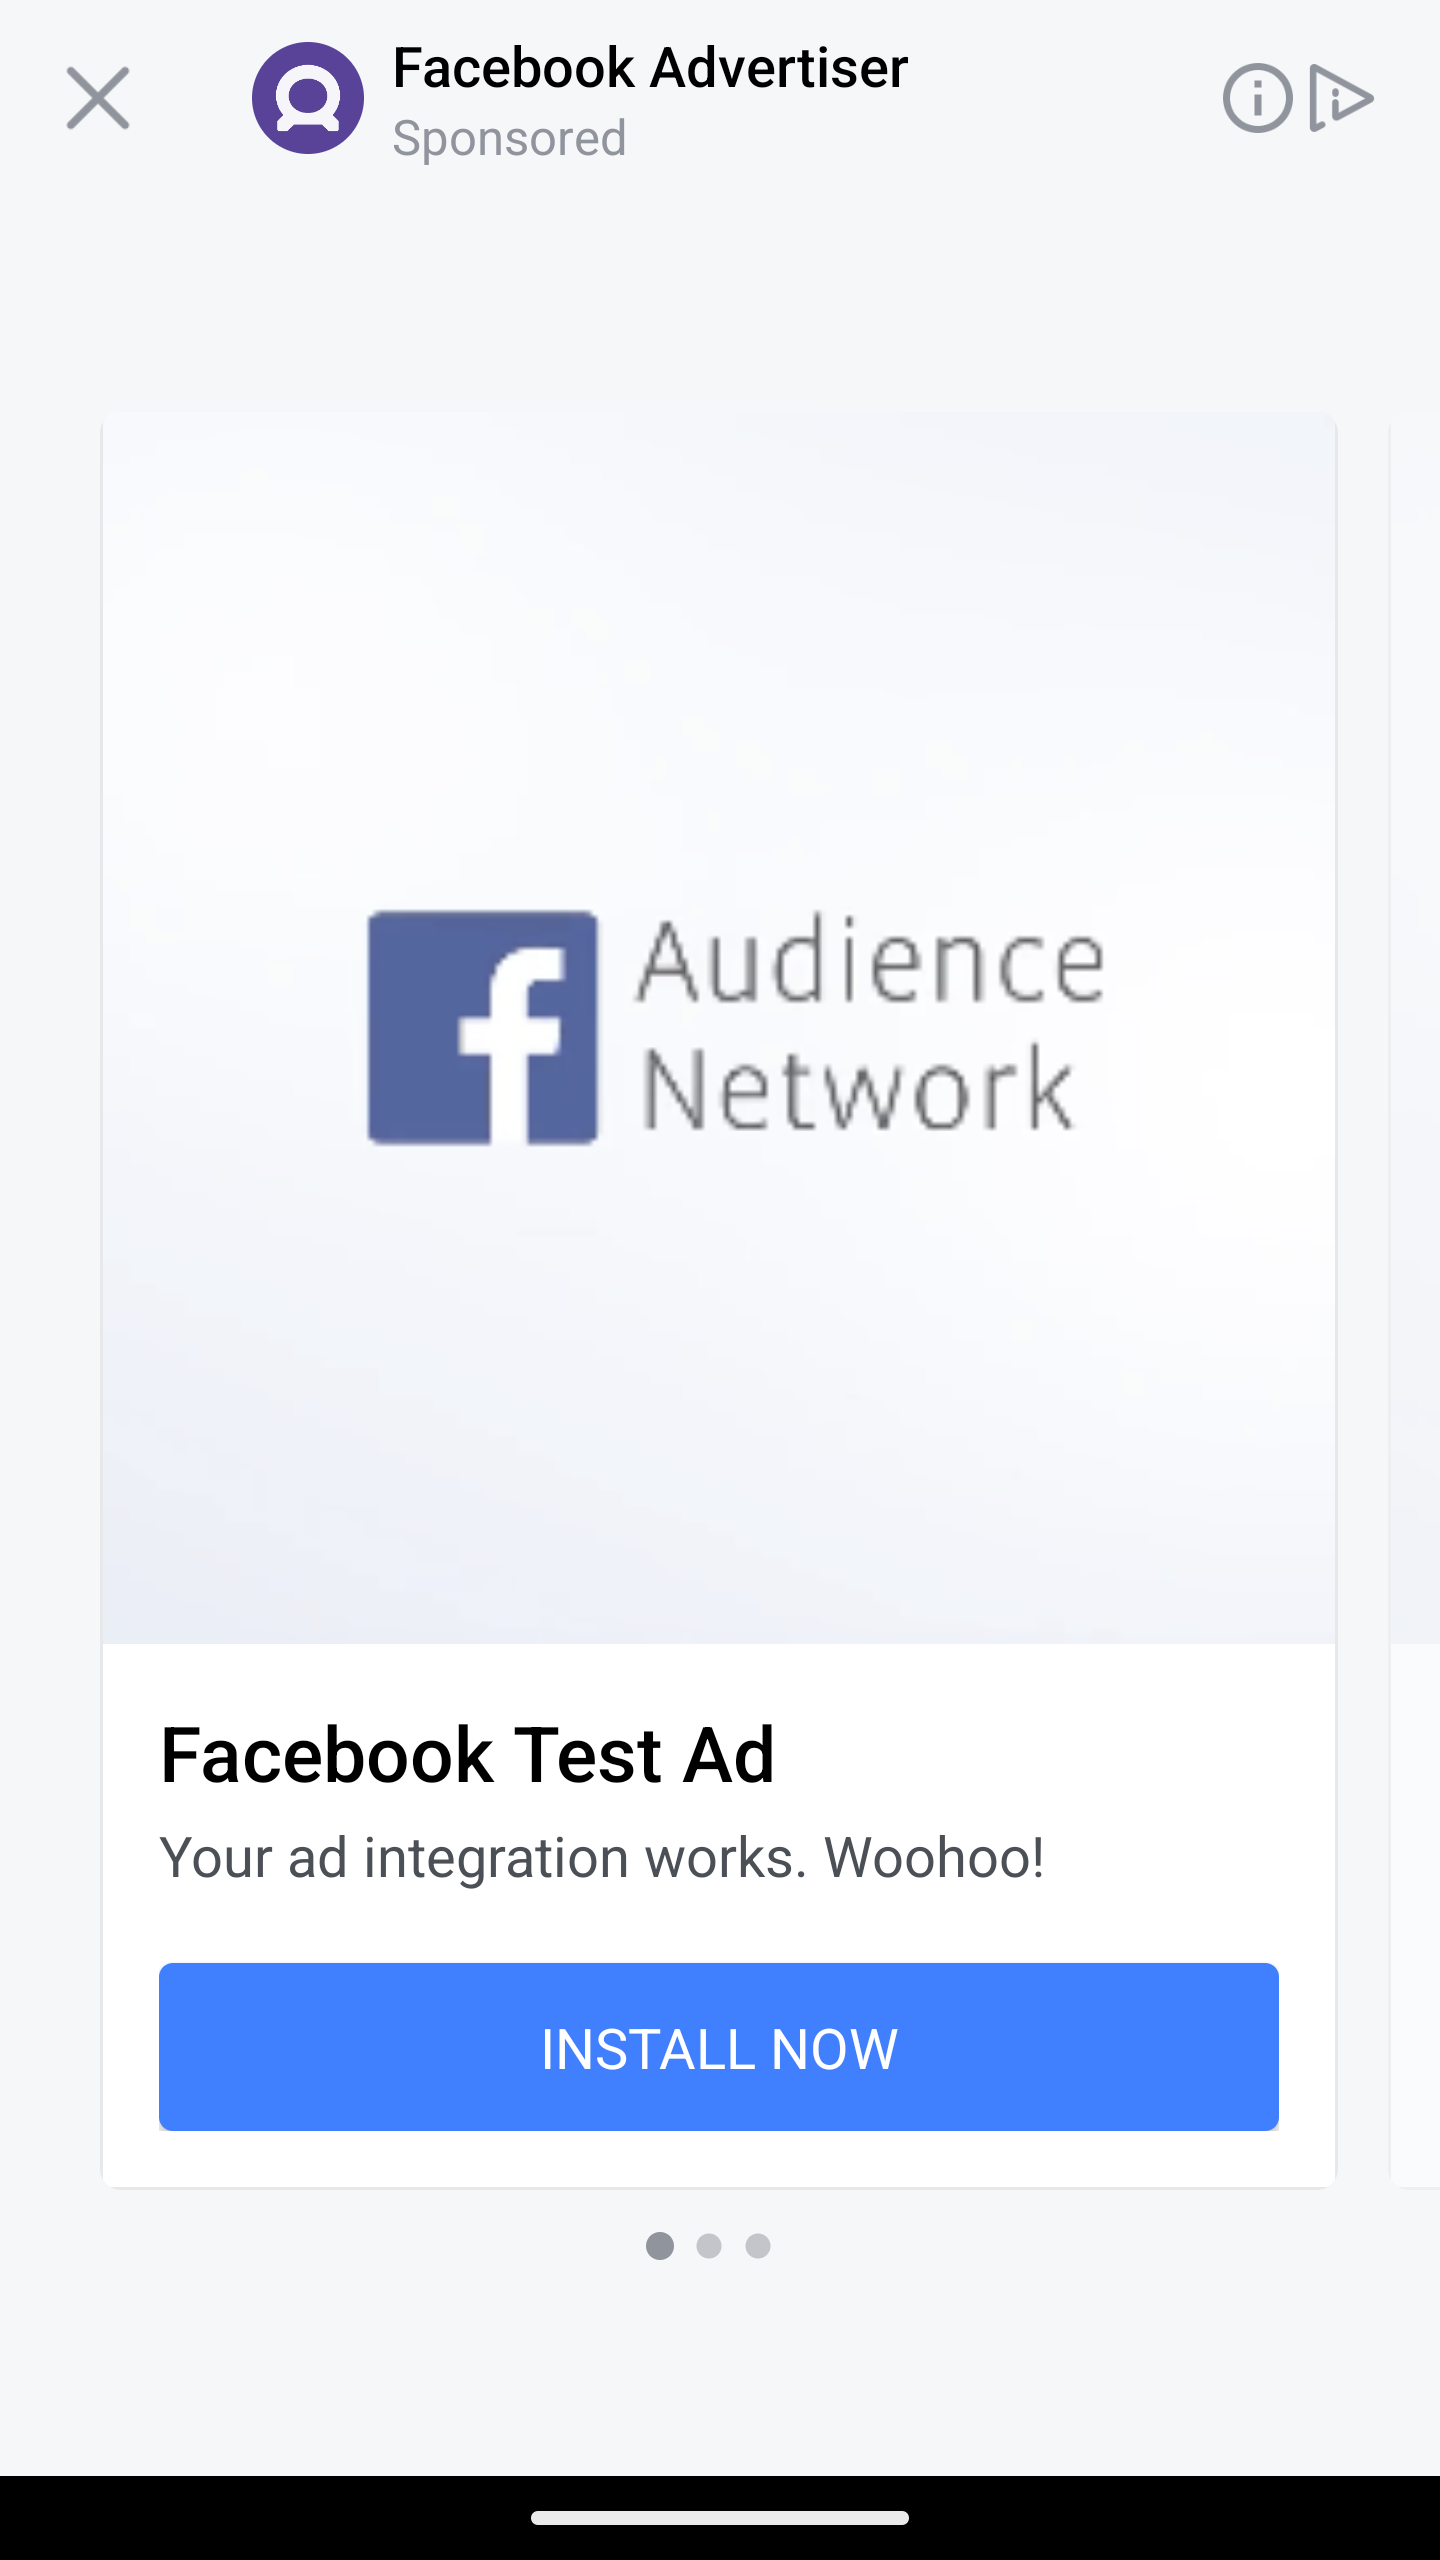 Facebook Advertiser
Sponsored
Audience
Network
Facebook Test Ad
Your ad integration works. Woohoo!
INSTALL NOW